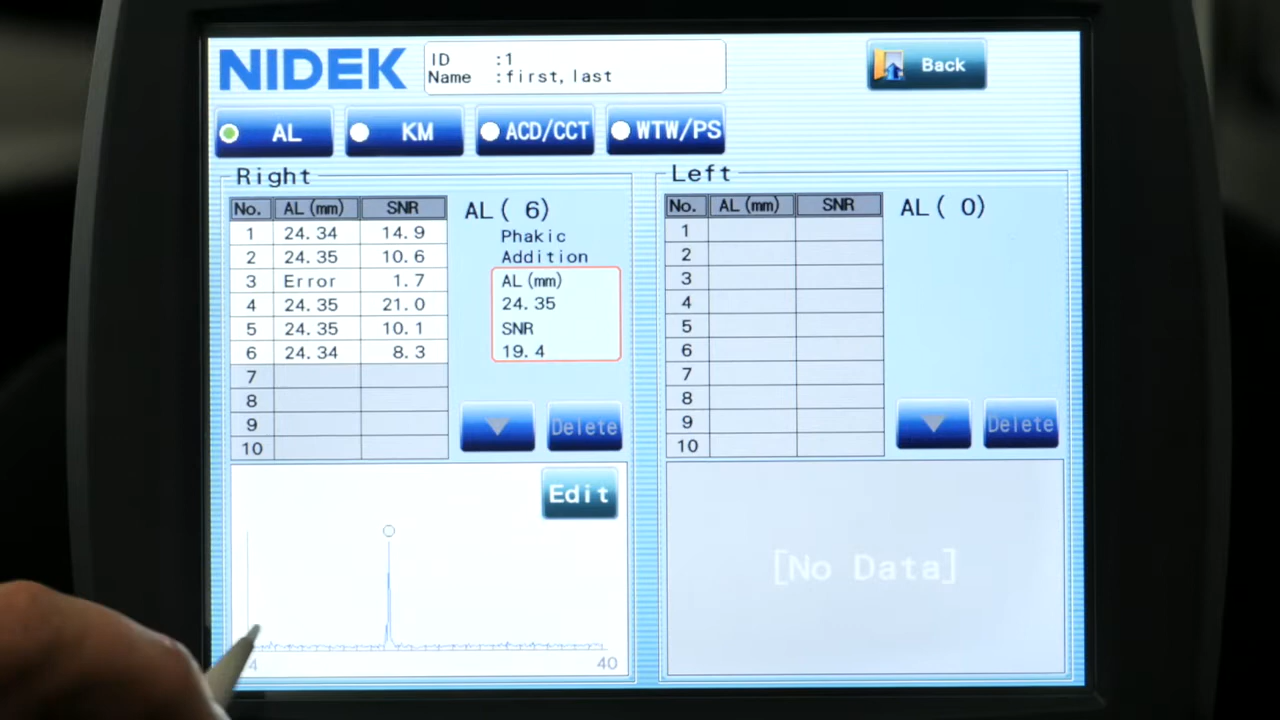 NIDEK
ID :1
Name :first,last
Back
AL
KM
ACD/CCT
WTW/PS
Right
No. AL(mm) SNR
1 24.34 14.9
2 24.35 10.6
3 Error 1.7
4 24.35 21.0
5 24.35 10.1
6 24.34 8.3
7
8
9
10
AL( 6)
Phakic
Addition
AL(mm)
24.35
SNR
19.4
Delete
Edit
4 40
Left
No. AL(mm) SNR
1
2
3
4
5
6
7
8
9
10
AL( 0)
Delete
[No Data]